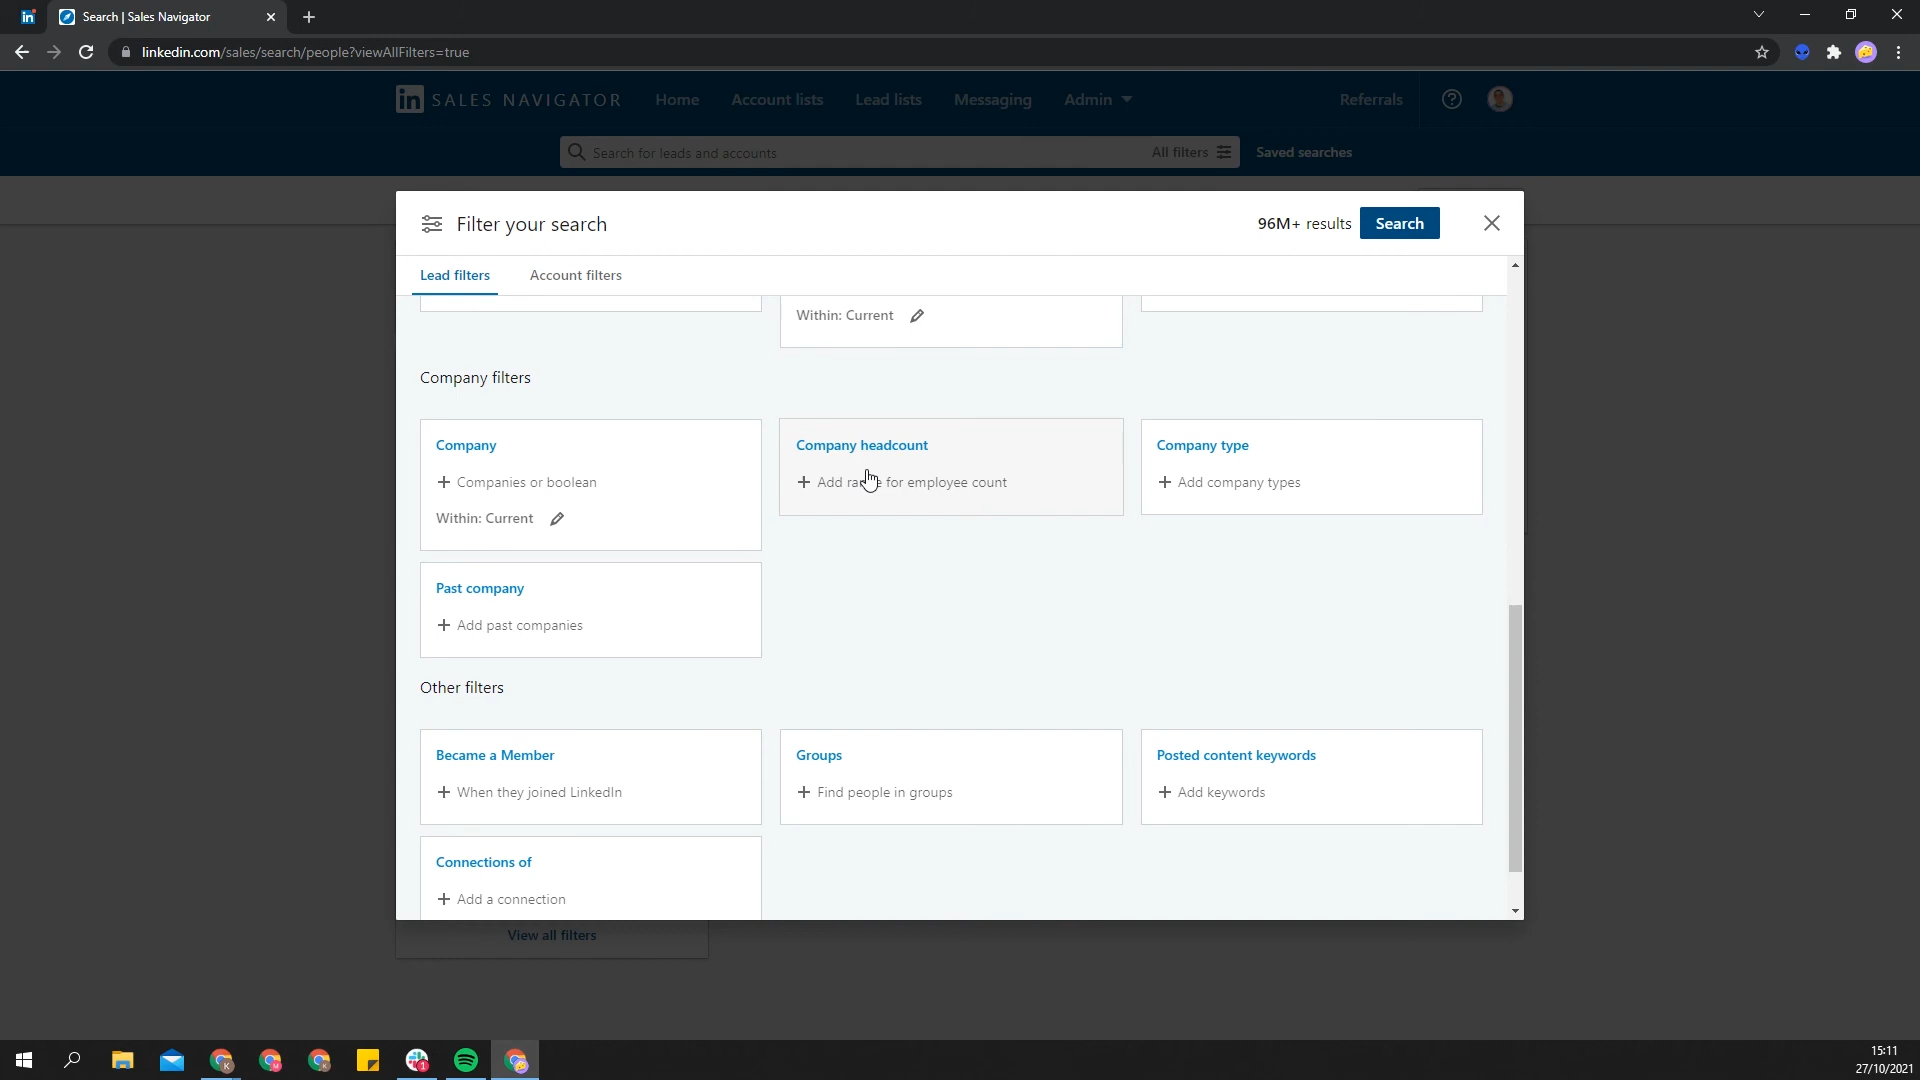 Search | Sales Navigator
linkedin.com/sales/search/people?viewAllFilters=true
in SALES NAVIGATOR Home Account lists Lead lists Messaging Admin Referrals
Search for leads and accounts All filters Saved searches
Filter your search 96M+ results Search
Lead filters Account filters
Within: Current
Company filters
Company Company headcount Company type
+ Companies or boolean + Add for employee count + Add company types
Within: Current
Past company
+ Add past companies
Other filters
Became a Member Groups Posted content keywords
+ When they joined LinkedIn + Find people in groups + Add keywords
Connections of
+ Add a connection
View all filters
15:11
27/10/2021